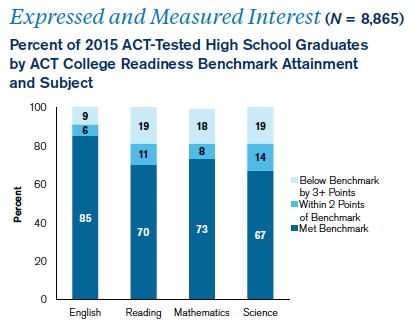 Expressed and Measured Interest (N = 8,865)
Percent of 2015 ACT-Tested High School Graduates
by ACT College Readiness Benchmark Attainment
and Subject
Percent
100
80
60
40
20
0
9
6
85
19
11
70
18
8
73
19
14
67
English Reading Mathematics Science
Below Benchmark
by 3+ Points
Within 2 Points
of Benchmark
Met Benchmark